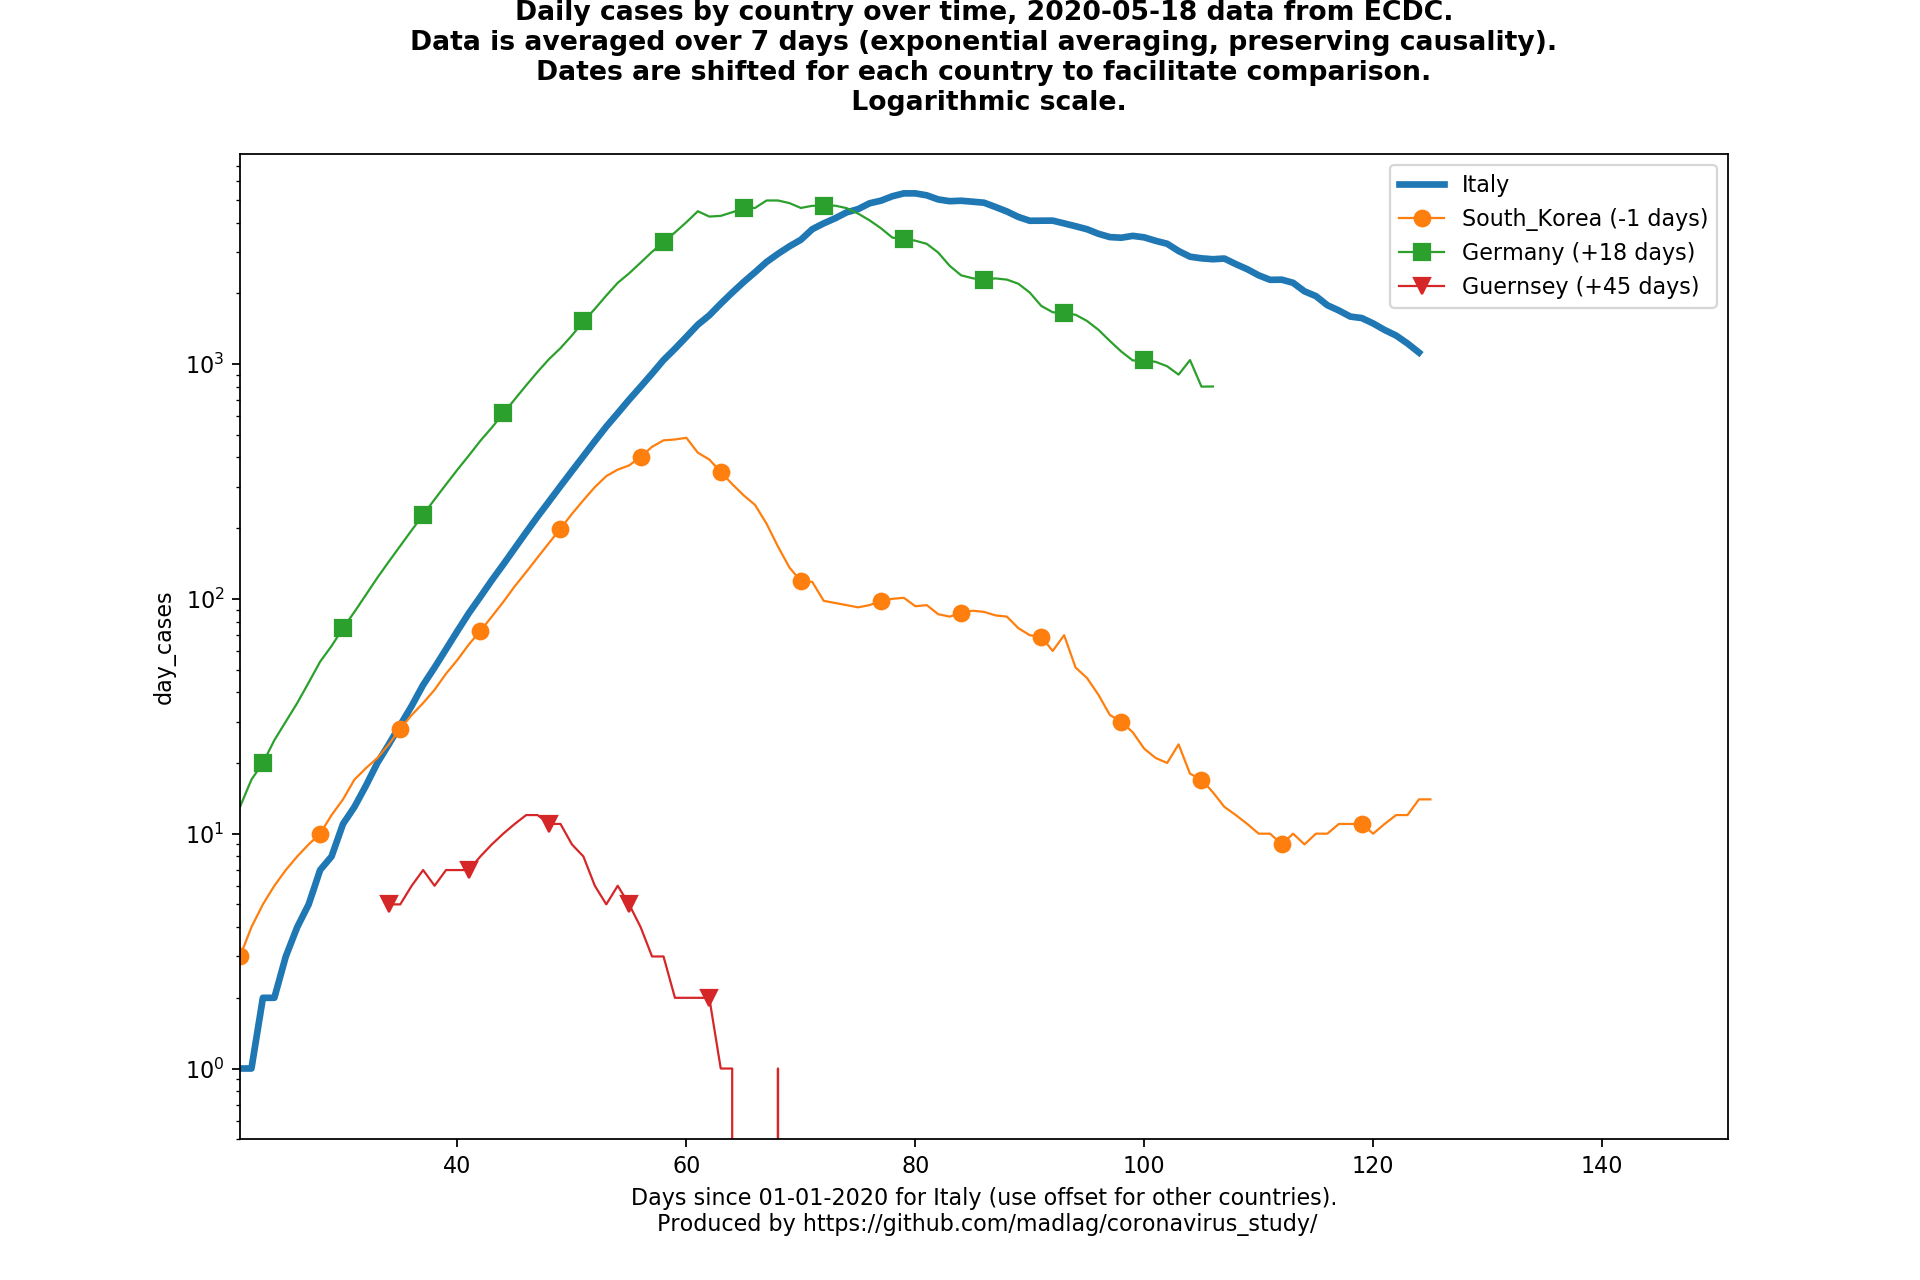 Daily cases by country over time, 2020-05-18 data from ECDC.
Data is averaged over 7 days (exponential averaging, preserving causality).
Dates are shifted for each country to facilitate comparison.
Logarithmic scale.
Italy
South_Korea (-1 days)
Germany (+18 days)
Guernsey (+45 days)
10³
10²
10¹
10⁰
day_cases
40 60 80 100 120 140
Days since 01-01-2020 for Italy (use offset for other countries).
Produced by https://github.com/madlag/coronavirus_study/